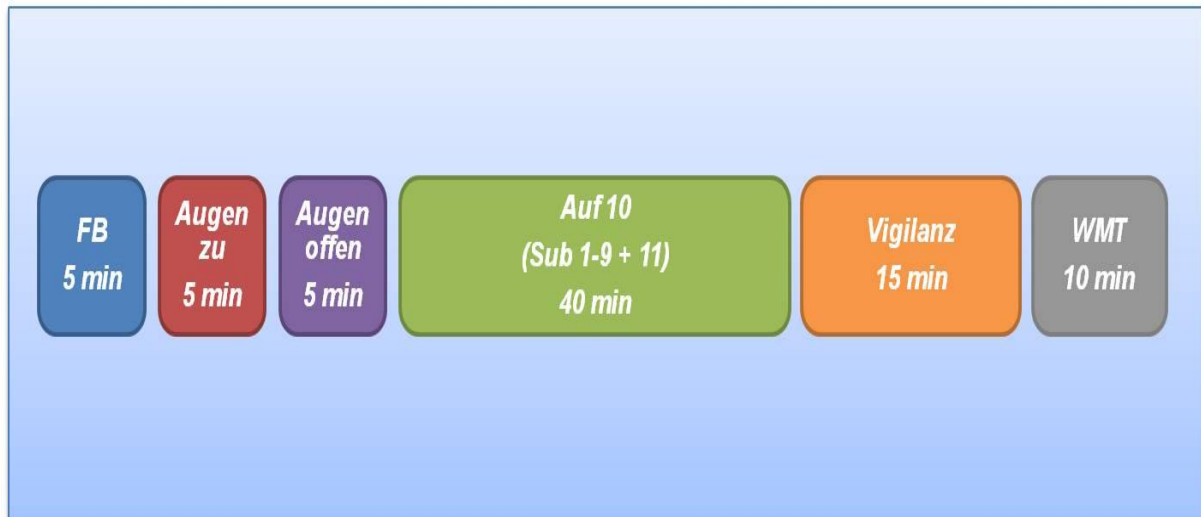 FB
5 min
Augen
zu
5 min
Augen
offen
5 min
Auf 10
(Sub 1-9 + 11)
40 min
Vigilanz
15 min
WMT
10 min